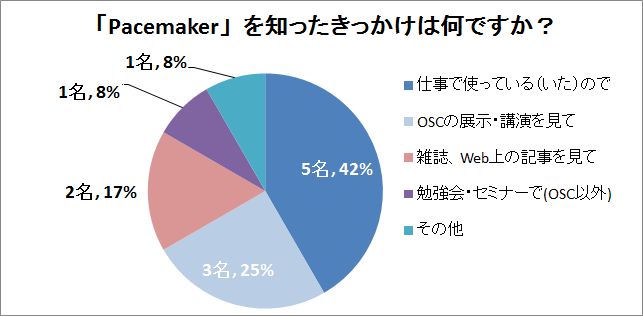 「Pacemaker」を知ったきっかけは何ですか？
1名, 8%
1名, 8%
2名, 17%
3名, 25%
5名, 42%
仕事で使っている（いた）ので
OSCの展示・講演を見て
雑誌、Web上の記事を見て
勉強会・セミナーで(OSC以外)
その他